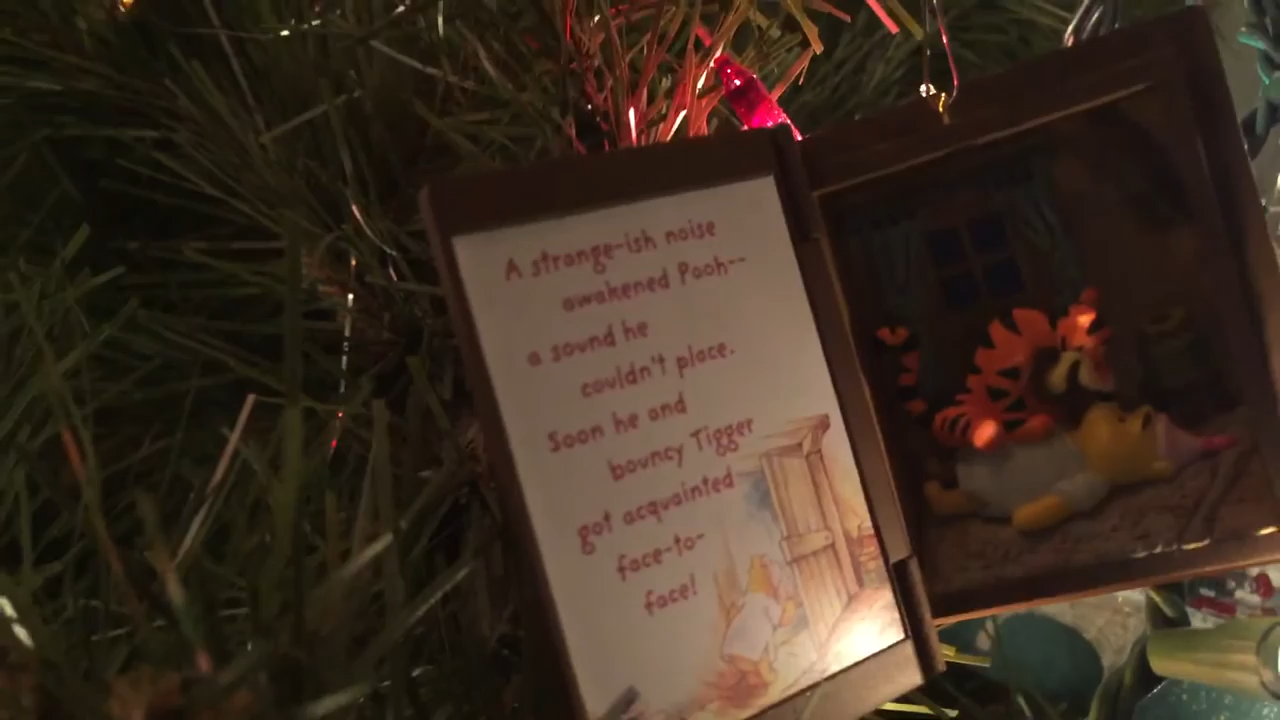 A strange-ish noise
awakened Pooh--
a sound he
couldn't place.
Soon he and
bouncy Tigger
got acquainted
face-to-
face!